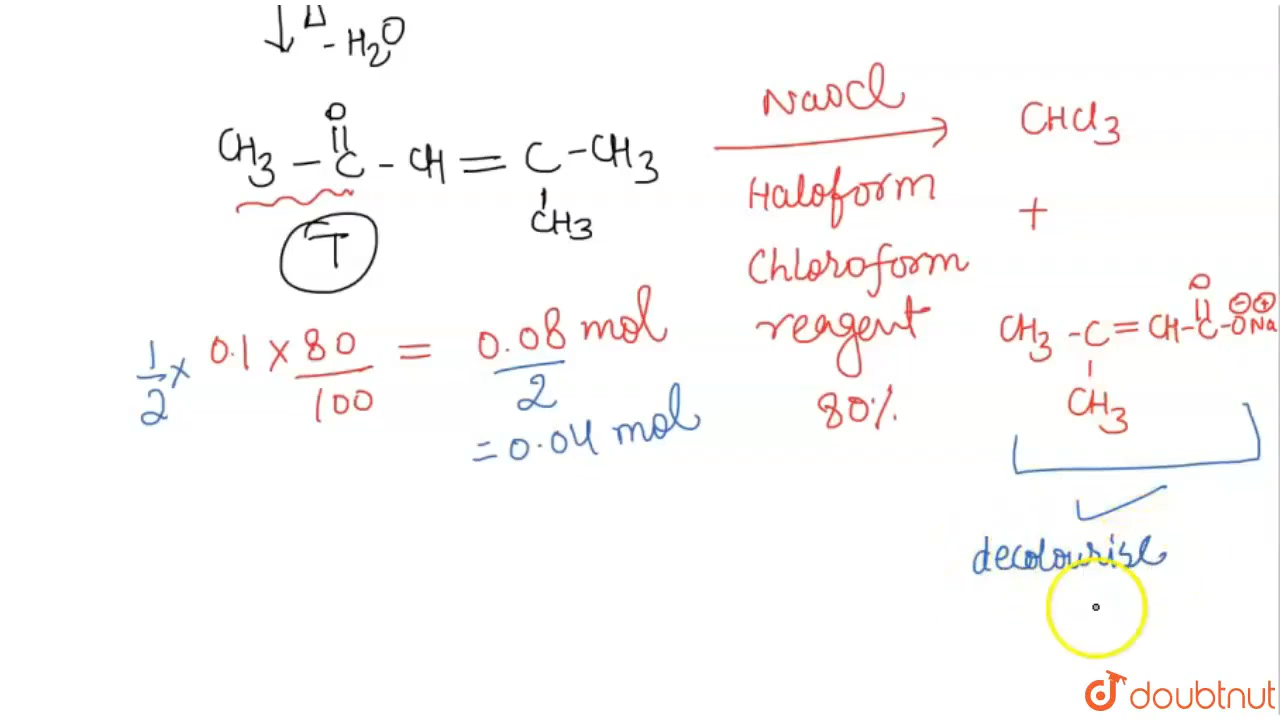 ↓ Δ
- H2O
O
||
CH3 - C - CH = C - CH3
CH3
T
NaOCl
Haloform
Chloroform
reagent
80%
CHCl3
+
O
||
CH3 - C = CH - C - O⊖ Na⊕
CH3
1/2 × 0.1 × 80/100 = 0.08 mol/2
= 0.04 mol
decolourise
doubtnut